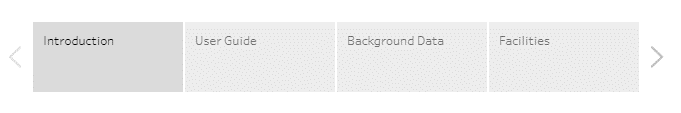 Introduction
User Guide
Background Data
Facilities